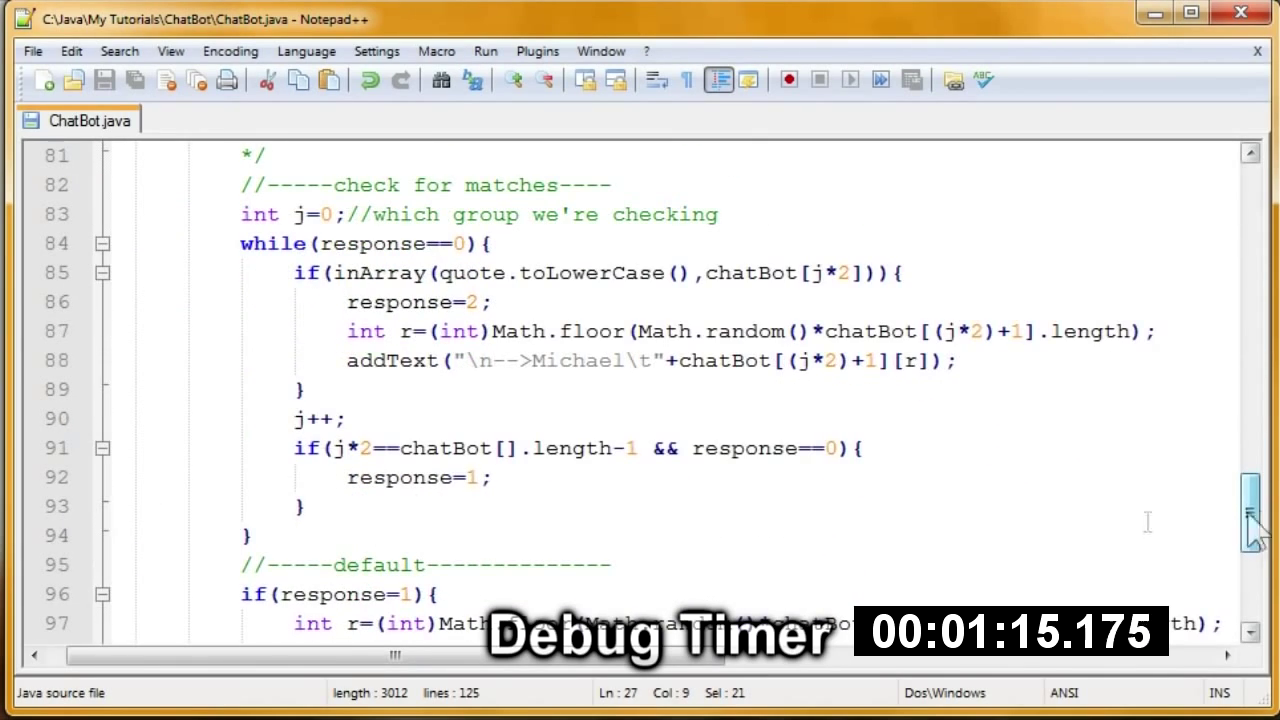 C:\Java\My Tutorials\ChatBot\ChatBot.java - Notepad++
File Edit Search View Encoding Language Settings Macro Run Plugins Window ? X
ChatBot.java
81 */
82 //-----check for matches----
83 int j=0;//which group we're checking
84 while(response==0){
85 if(inArray(quote.toLowerCase(),chatBot[j*2])){
86 response=2;
87 int r=(int)Math.floor(Math.random()*chatBot[(j*2)+1].length);
88 addText("\n-->Michael\t"+chatBot[(j*2)+1][r]);
89 }
90 j++;
91 if(j*2==chatBot[].length-1 && response==0){
92 response=1;
93 }
94 }
95 //-----default--------------
96 if(response=1){
97 int r=(int)Math.floor(Math.random()*chatBot
Debug Timer 00:01:15.175
Java source file length : 3012 lines : 125 Ln : 27 Col : 9 Sel : 21 Dos\Windows ANSI INS